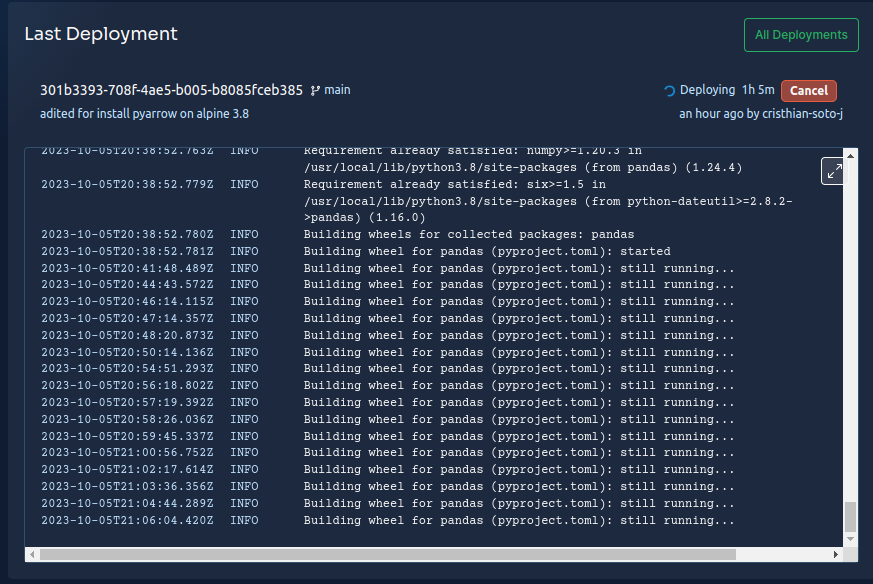 Last Deployment
All Deployments
301b3393-708f-4ae5-b005-b8085fceb385 main
Deploying 1h 5m Cancel
adited for install pyarrow on alpine 3.8
an hour ago by cristhian-soto-j
2023-10-05T20:38:52.763Z INFO Requirement already satisfied: numpy>=1.20.3 in
/usr/local/lib/python3.8/site-packages (from pandas) (1.24.4)
2023-10-05T20:38:52.779Z INFO Requirement already satisfied: six>=1.5 in
/usr/local/lib/python3.8/site-packages (from python-dateutil>=2.8.2-
>pandas) (1.16.0)
2023-10-05T20:38:52.780Z INFO Building wheels for collected packages: pandas
2023-10-05T20:38:52.781Z INFO Building wheel for pandas (pyproject.toml): started
2023-10-05T20:41:48.489Z INFO Building wheel for pandas (pyproject.toml): still running...
2023-10-05T20:44:43.572Z INFO Building wheel for pandas (pyproject.toml): still running...
2023-10-05T20:46:14.115Z INFO Building wheel for pandas (pyproject.toml): still running...
2023-10-05T20:47:14.357Z INFO Building wheel for pandas (pyproject.toml): still running...
2023-10-05T20:48:20.873Z INFO Building wheel for pandas (pyproject.toml): still running...
2023-10-05T20:50:14.136Z INFO Building wheel for pandas (pyproject.toml): still running...
2023-10-05T20:54:51.293Z INFO Building wheel for pandas (pyproject.toml): still running...
2023-10-05T20:56:18.802Z INFO Building wheel for pandas (pyproject.toml): still running...
2023-10-05T20:57:19.392Z INFO Building wheel for pandas (pyproject.toml): still running...
2023-10-05T20:58:26.036Z INFO Building wheel for pandas (pyproject.toml): still running...
2023-10-05T20:59:45.337Z INFO Building wheel for pandas (pyproject.toml): still running...
2023-10-05T21:00:56.752Z INFO Building wheel for pandas (pyproject.toml): still running...
2023-10-05T21:02:17.614Z INFO Building wheel for pandas (pyproject.toml): still running...
2023-10-05T21:03:36.356Z INFO Building wheel for pandas (pyproject.toml): still running...
2023-10-05T21:04:44.289Z INFO Building wheel for pandas (pyproject.toml): still running...
2023-10-05T21:06:04.420Z INFO Building wheel for pandas (pyproject.toml): still running...